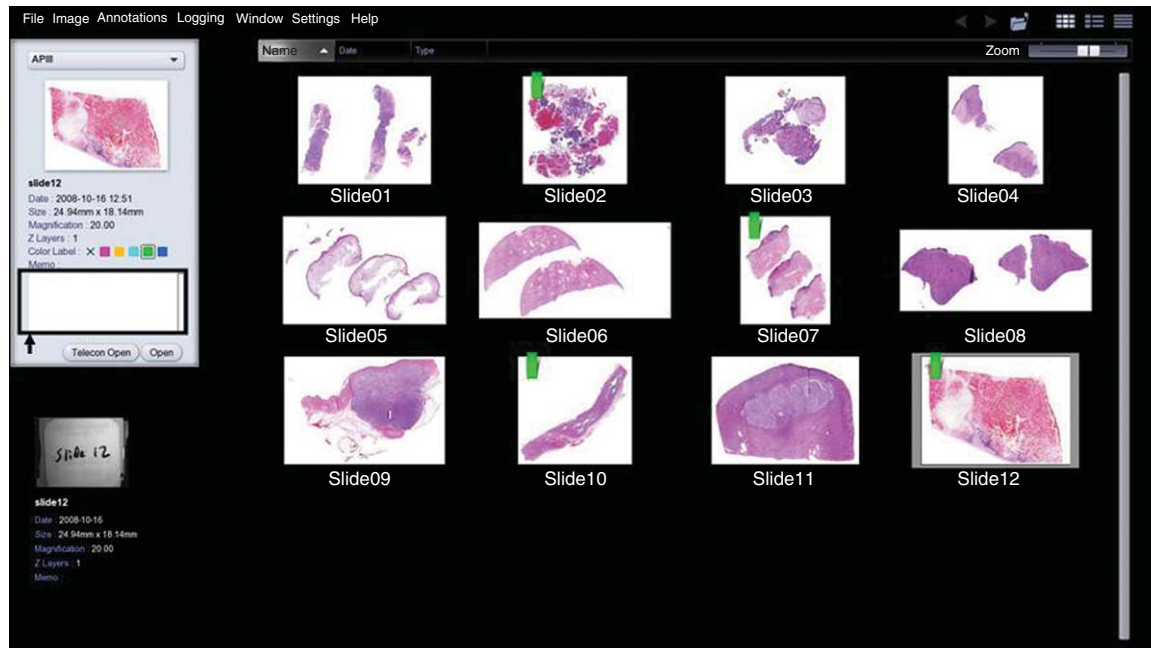 File Image Annotations Logging Window Settings Help
Name Date Type
Zoom
APIII
slide12
Date : 2008-10-16 12:51
Size : 24.94mm x 18.14mm
Magnification : 20.00
Z Layers : 1
Color Label :
Memo :
Telecon Open Open
Slide 12
slide12
Date : 2008-10-16
Size : 24.94mm x 18.14mm
Magnification : 20.00
Z Layers : 1
Memo :
Slide01 Slide02 Slide03 Slide04
Slide05 Slide06 Slide07 Slide08
Slide09 Slide10 Slide11 Slide12